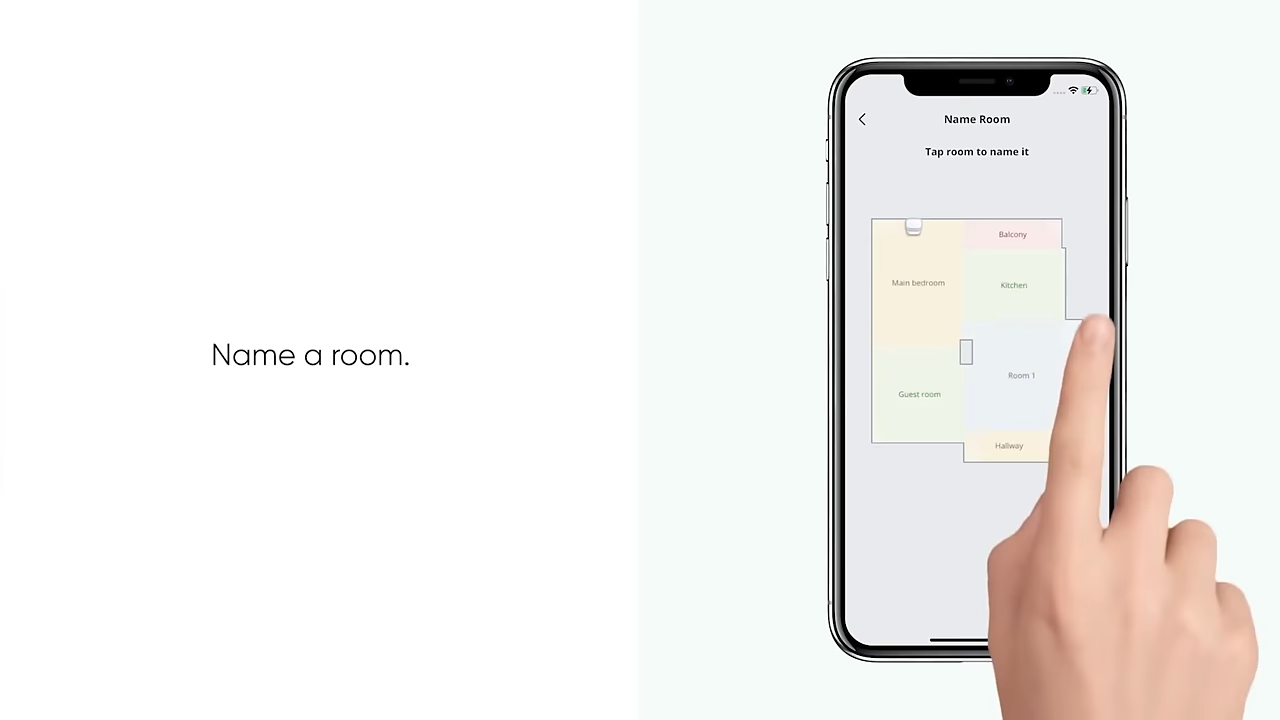 Name a room.
Name Room
Tap room to name it
Balcony
Main bedroom
Kitchen
Room 1
Guest room
Hallway